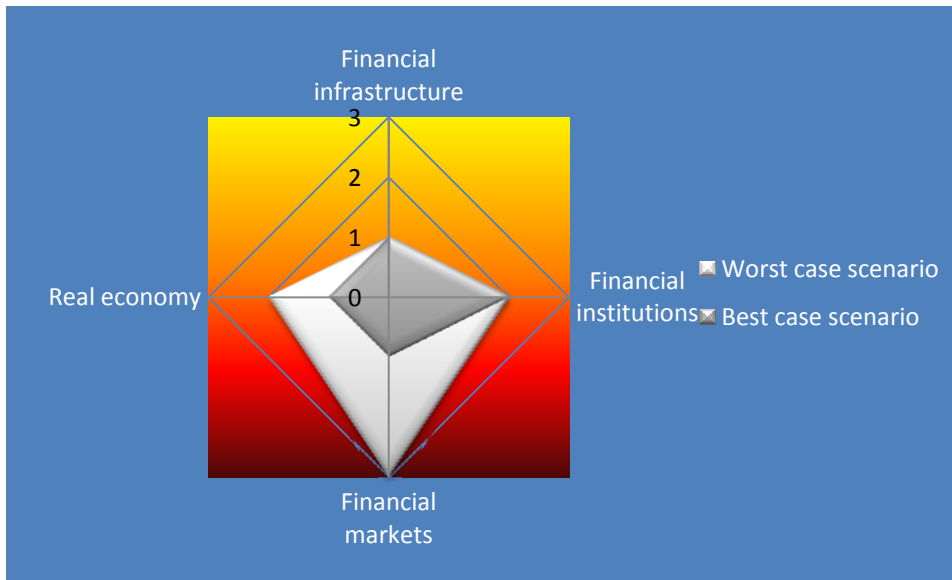 Financial
infrastructure
3
2
1
0
Real economy
Financial
institutions
Worst case scenario
Best case scenario
Financial
markets